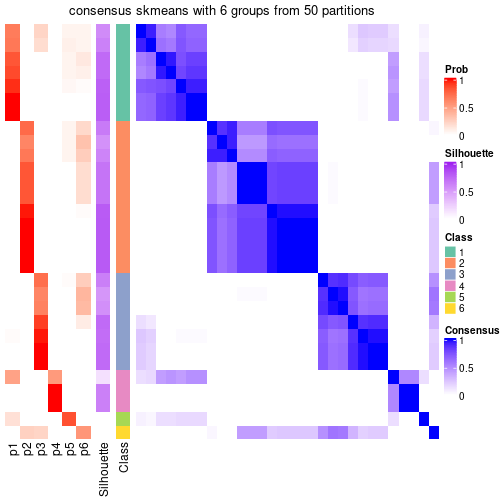 consensus skmeans with 6 groups from 50 partitions
Prob
1
0.5
0
Silhouette
1
0.5
0
Class
1
2
3
4
5
6
Consensus
1
0.5
0
p1
p2
p3
p4
p5
p6
Silhouette
Class